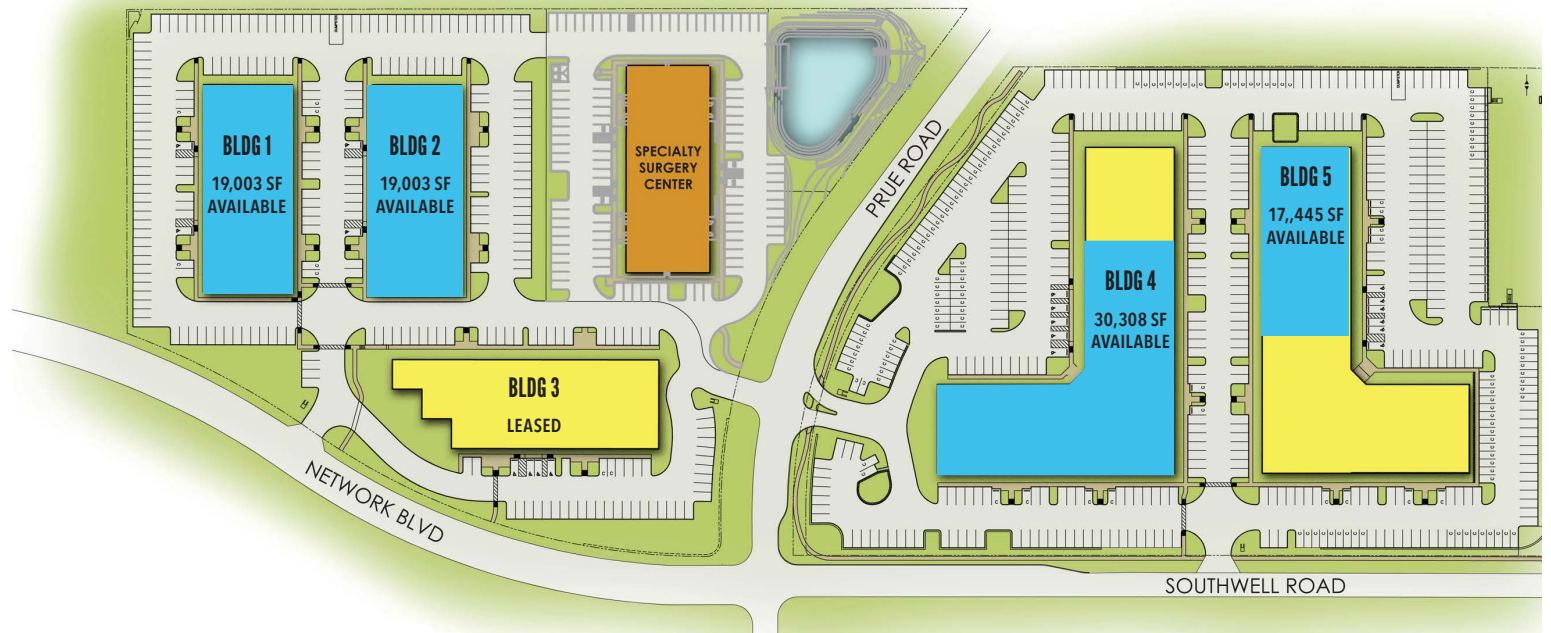 BLDG 1
19,003 SF
AVAILABLE
BLDG 2
19,003 SF
AVAILABLE
SPECIALTY
SURGERY
CENTER
PRUE ROAD
BLDG 3
LEASED
BLDG 4
30,308 SF
AVAILABLE
BLDG 5
17,,445 SF
AVAILABLE
NETWORK BLVD
SOUTHWELL ROAD